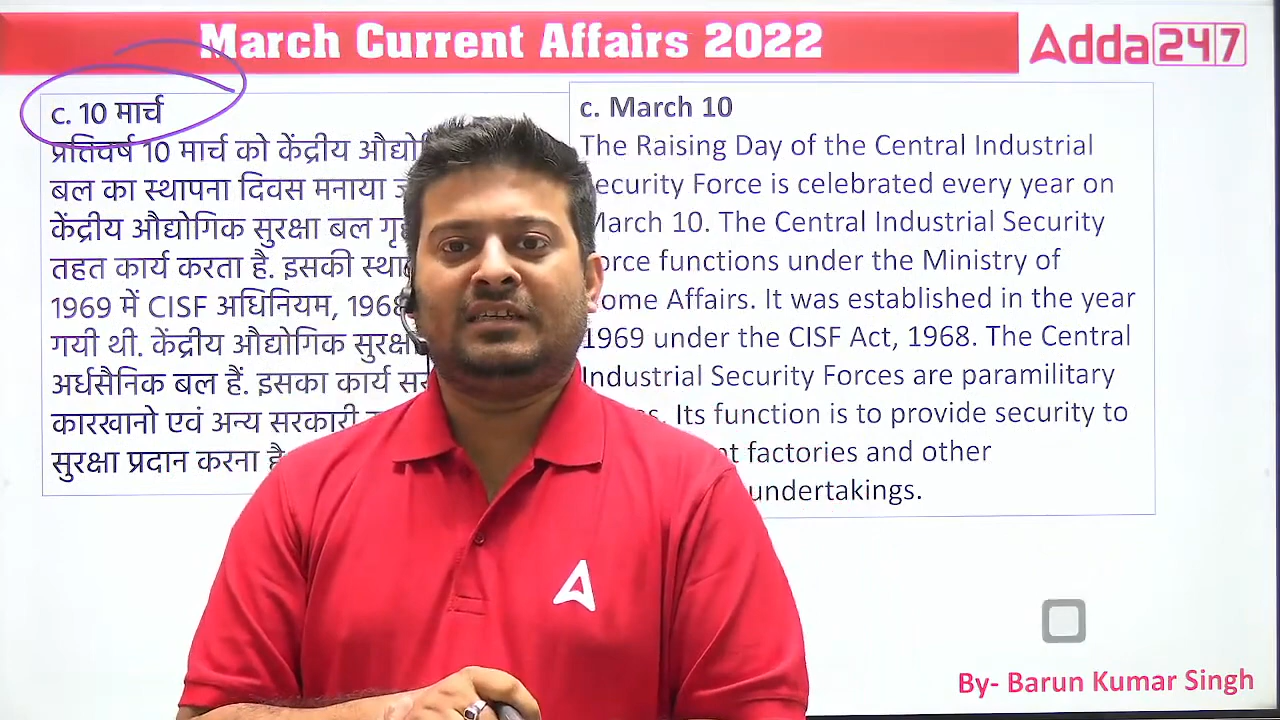 March Current Affairs 2022
Adda247
c. 10 मार्च
प्रतिवर्ष 10 मार्च को केंद्रीय
बल का स्थापना दिवस मनाया
केंद्रीय औद्योगिक सुरक्षा बल
तहत कार्य करता है. इसकी
1969 में CISF अधिनियम, 1968
गयी थी. केंद्रीय औद्योगिक सुरक्षा
अर्धसैनिक बल हैं. इसका कार्य
कारखानो एवं अन्य सरकारी
सुरक्षा प्रदान करना है
c. March 10
The Raising Day of the Central Industrial
Security Force is celebrated every year on
March 10. The Central Industrial Security
Force functions under the Ministry of
Home Affairs. It was established in the year
1969 under the CISF Act, 1968. The Central
Industrial Security Forces are paramilitary
Its function is to provide security to
factories and other
undertakings.
By- Barun Kumar Singh